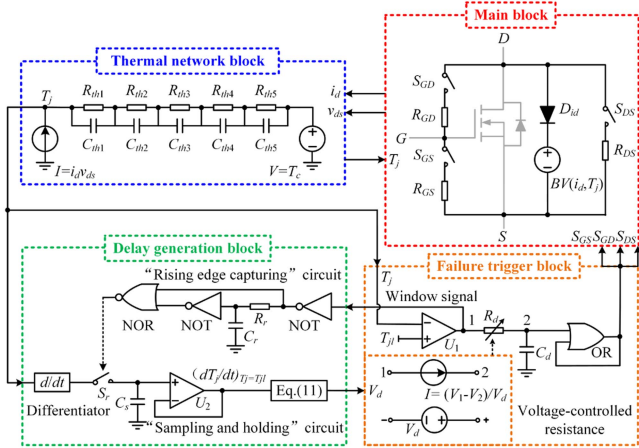 Main block
Thermal network block
D
T_j
R_th1 R_th2 R_th3 R_th4 R_th5
i_d
v_ds
S_GD
R_GD
D_id
S_DS
G
C_th1 C_th2 C_th3 C_th4 C_th5
T_j
S_GS
R_DS
I=i_dv_ds
V=T_c
R_GS
BV(i_d,T_j)
S
S_GS S_GD S_DS
Delay generation block
Failure trigger block
T_j
“Rising edge capturing” circuit
Window signal
NOR
NOT
R_r
NOT
C_r
T_jl
−
+
U_1
1
R_d
2
C_d
OR
d/dt
S_r
Differentiator
C_s
+
−
U_2
(dT_j/dt)_Tj=Tjl
Eq.(11)
V_d
1
2
I= (V_1-V_2)/V_d
−
V_d
+
“Sampling and holding” circuit
Voltage-controlled
resistance